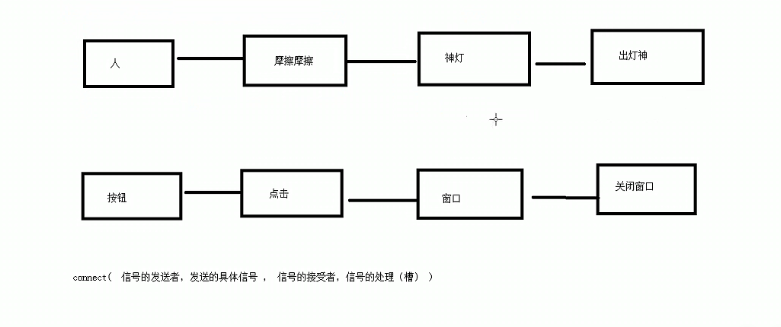 人 摩擦摩擦 神灯 出灯神
按钮 点击 窗口 关闭窗口
connect( 信号的发送者，发送的具体信号 ， 信号的接受者，信号的处理（槽） )